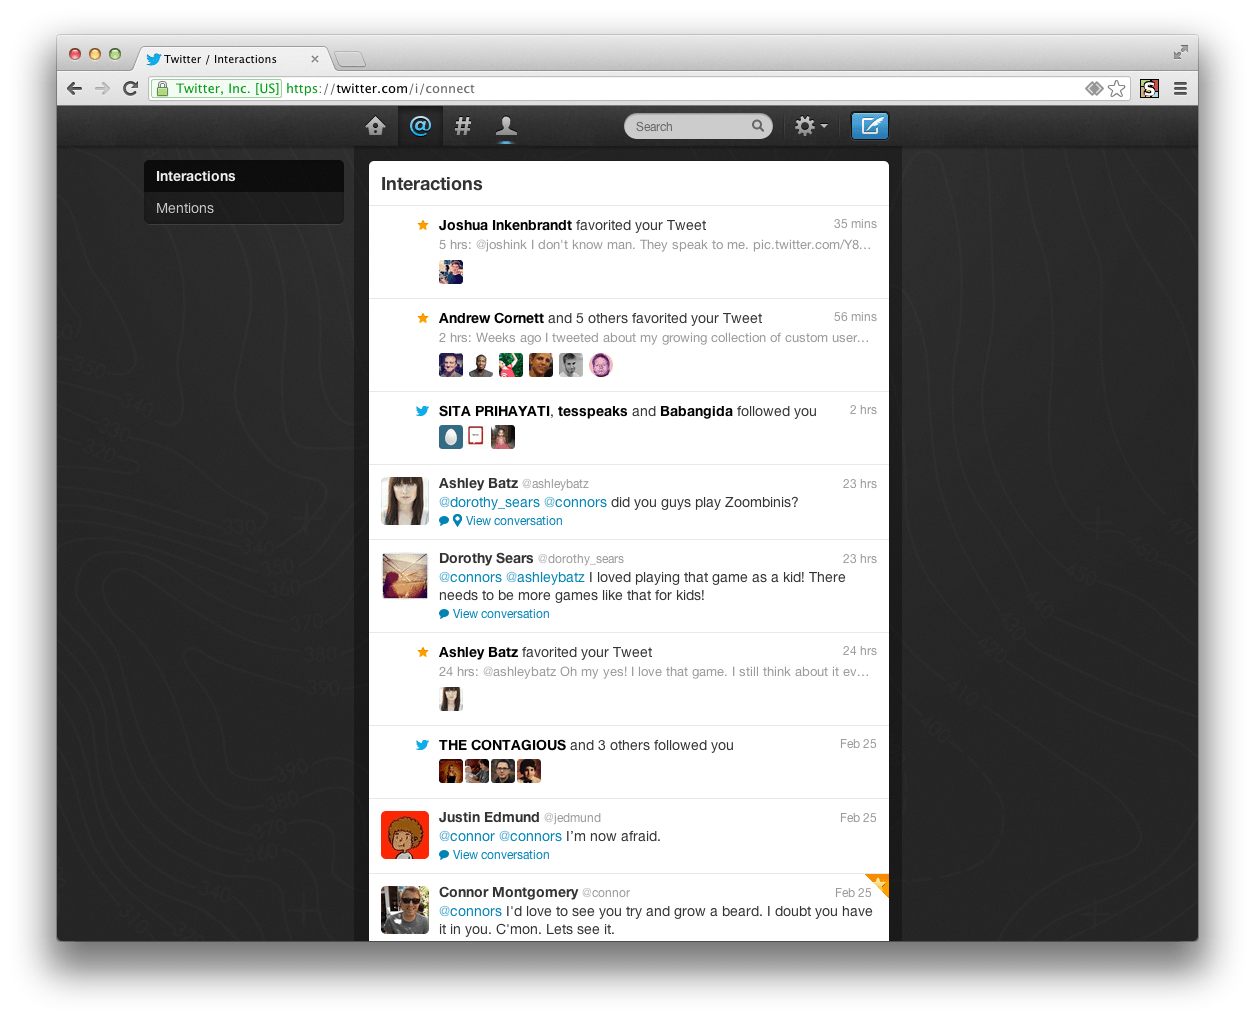 Twitter / Interactions
Twitter, Inc. [US] https://twitter.com/i/connect
Search
Interactions
Mentions
Interactions
Joshua Inkenbrandt favorited your Tweet 35 mins
5 hrs: @joshink I don't know man. They speak to me. pic.twitter.com/Y8...
Andrew Cornett and 5 others favorited your Tweet 56 mins
2 hrs: Weeks ago I tweeted about my growing collection of custom user...
SITA PRIHAYATI, tesspeaks and Babangida followed you 2 hrs
Ashley Batz @ashleybatz 23 hrs
@dorothy_sears @connors did you guys play Zoombinis?
View conversation
Dorothy Sears @dorothy_sears 23 hrs
@connors @ashleybatz I loved playing that game as a kid! There
needs to be more games like that for kids!
View conversation
Ashley Batz favorited your Tweet 24 hrs
24 hrs: @ashleybatz Oh my yes! I love that game. I still think about it ev...
THE CONTAGIOUS and 3 others followed you Feb 25
Justin Edmund @jedmund Feb 25
@connor @connors I'm now afraid.
View conversation
Connor Montgomery @connor Feb 25
@connors I'd love to see you try and grow a beard. I doubt you have
it in you. C'mon. Lets see it.